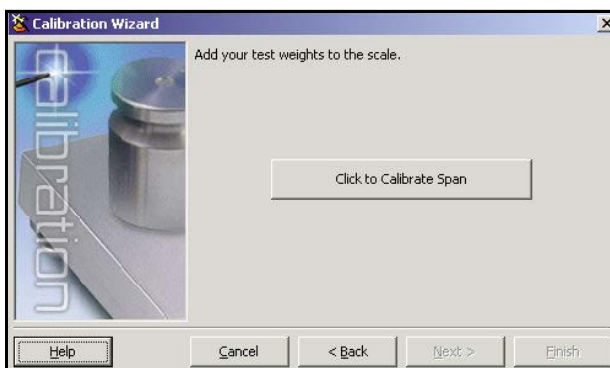 Calibration Wizard
Add your test weights to the scale.
calibration
Click to Calibrate Span
Help
Cancel
< Back
Next >
Finish